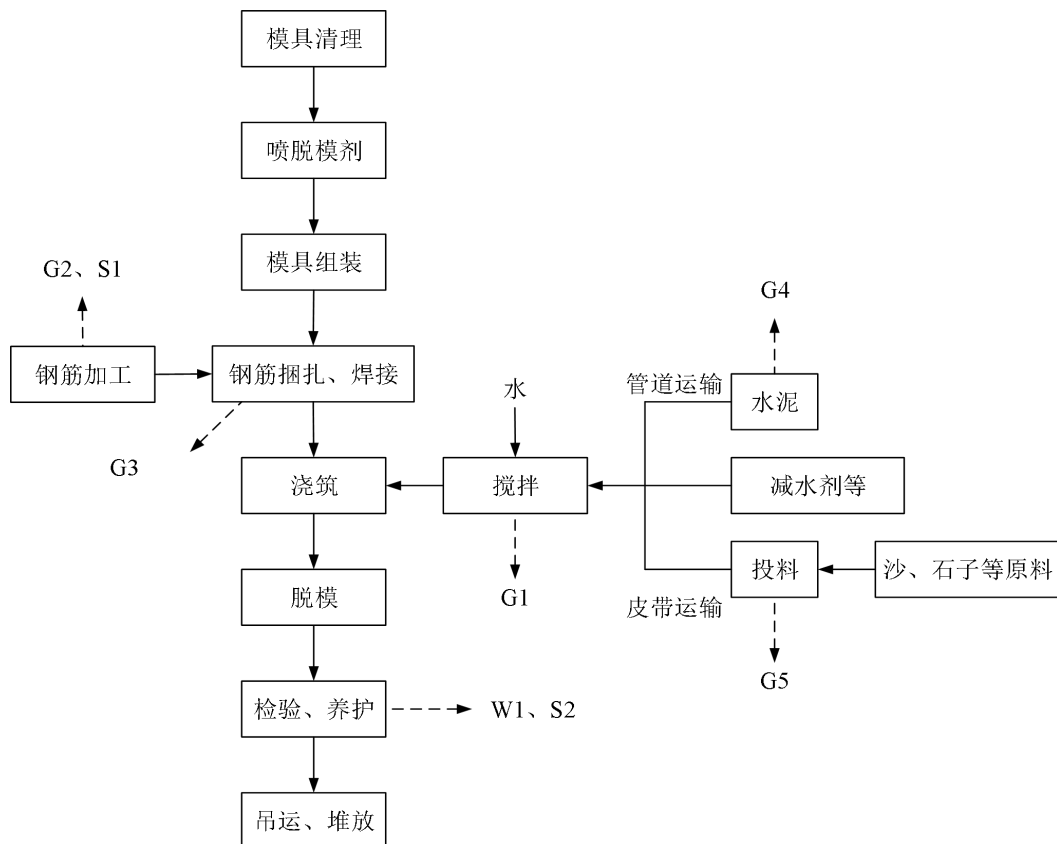 模具清理
喷脱模剂
模具组装
G2、S1
G4
钢筋加工
钢筋捆扎、焊接
水
管道运输
水泥
G3
浇筑
搅拌
减水剂等
脱模
G1
投料
沙、石子等原料
皮带运输
G5
检验、养护
W1、S2
吊运、堆放